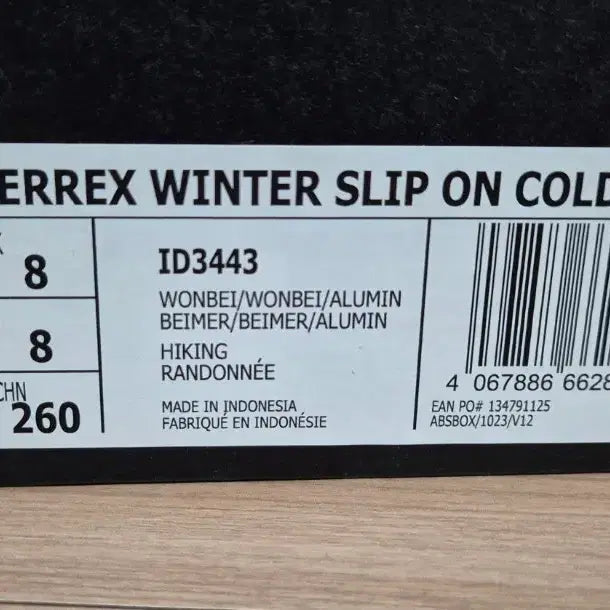 ERREX WINTER SLIP ON COLD
8
8
CHN
260
ID3443
WONBEI/WONBEI/ALUMIN
BEIMER/BEIMER/ALUMIN
HIKING
RANDONNÉE
MADE IN INDONESIA
FABRIQUÉ EN INDONÉSIE
4 067886 6628
EAN PO# 134791125
ABSBOX/1023/V12